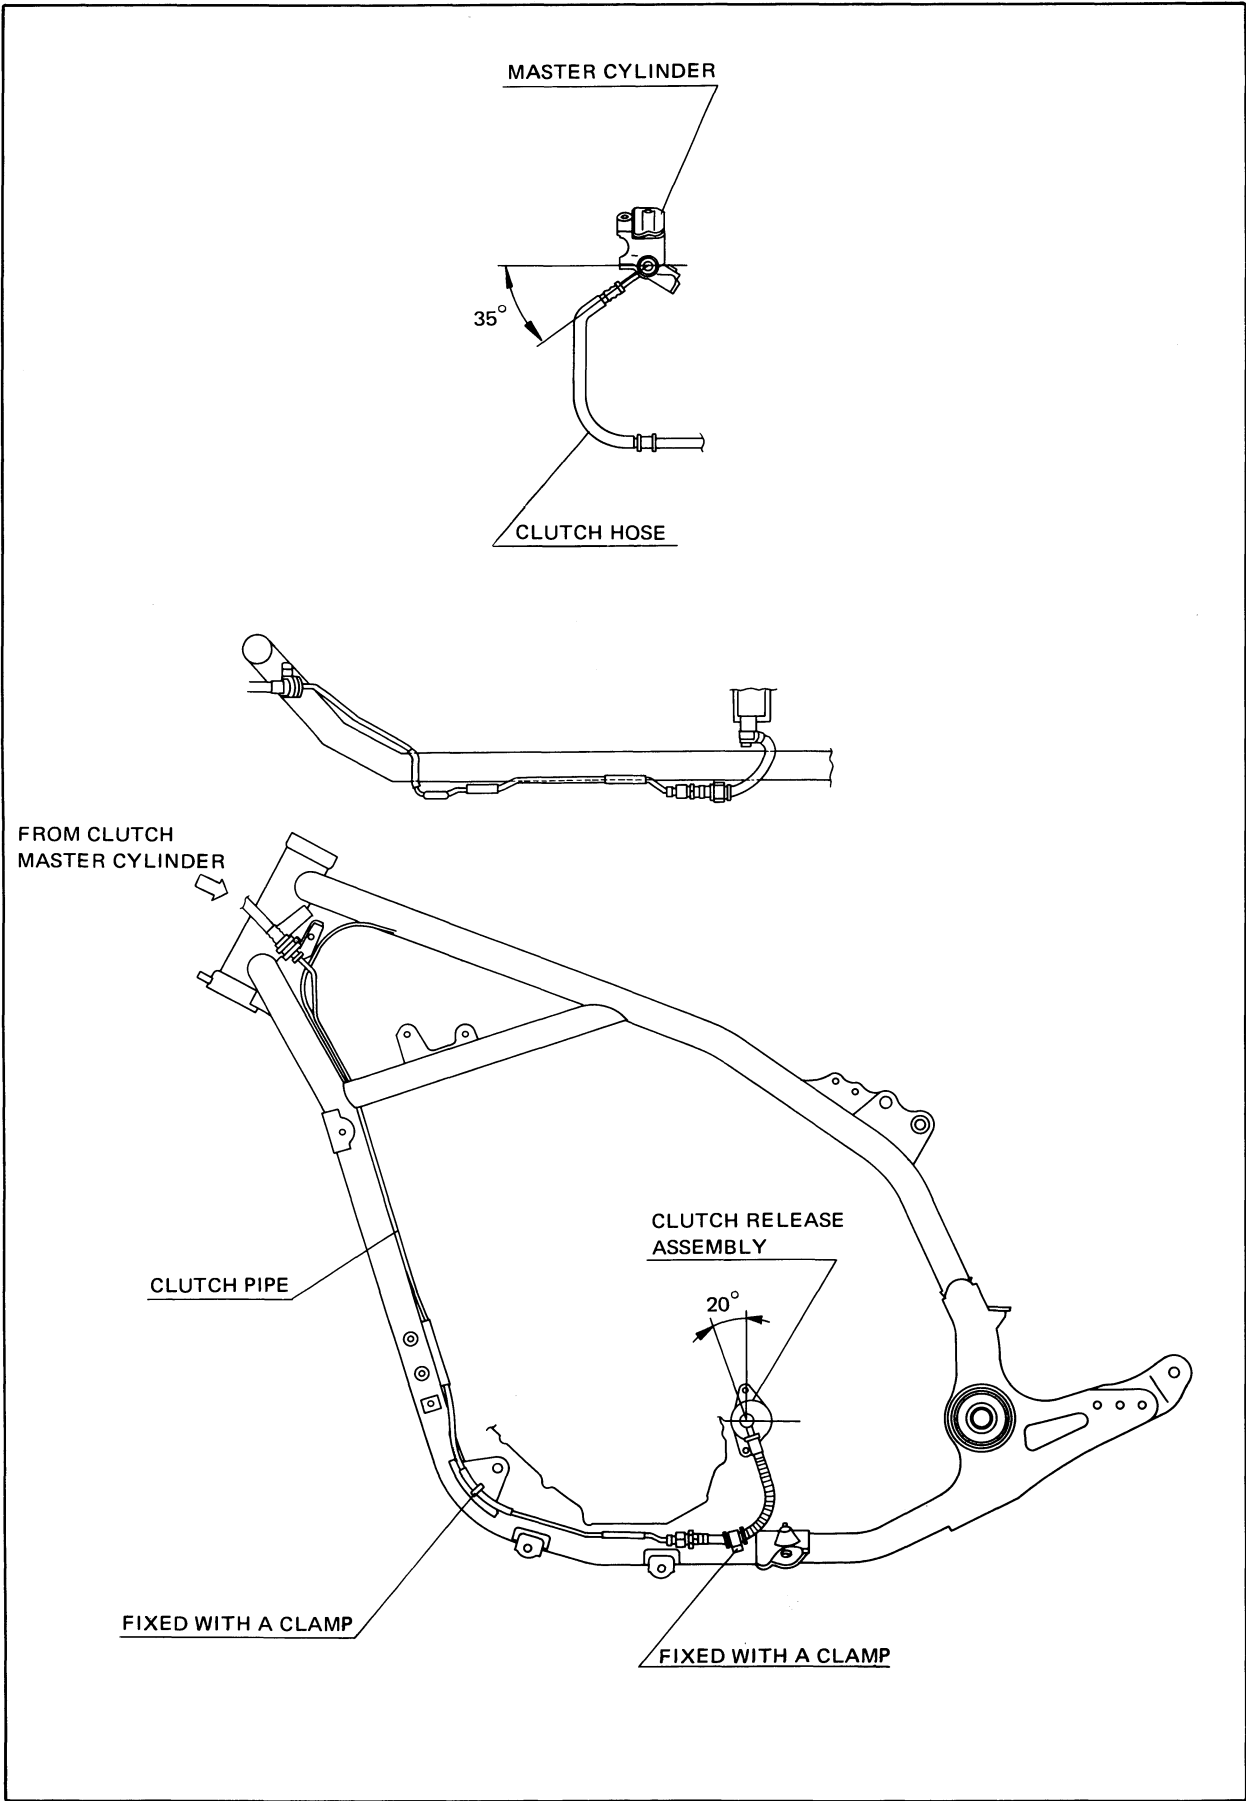 MASTER CYLINDER
35°
CLUTCH HOSE
FROM CLUTCH
MASTER CYLINDER
CLUTCH RELEASE
ASSEMBLY
CLUTCH PIPE
20°
FIXED WITH A CLAMP
FIXED WITH A CLAMP